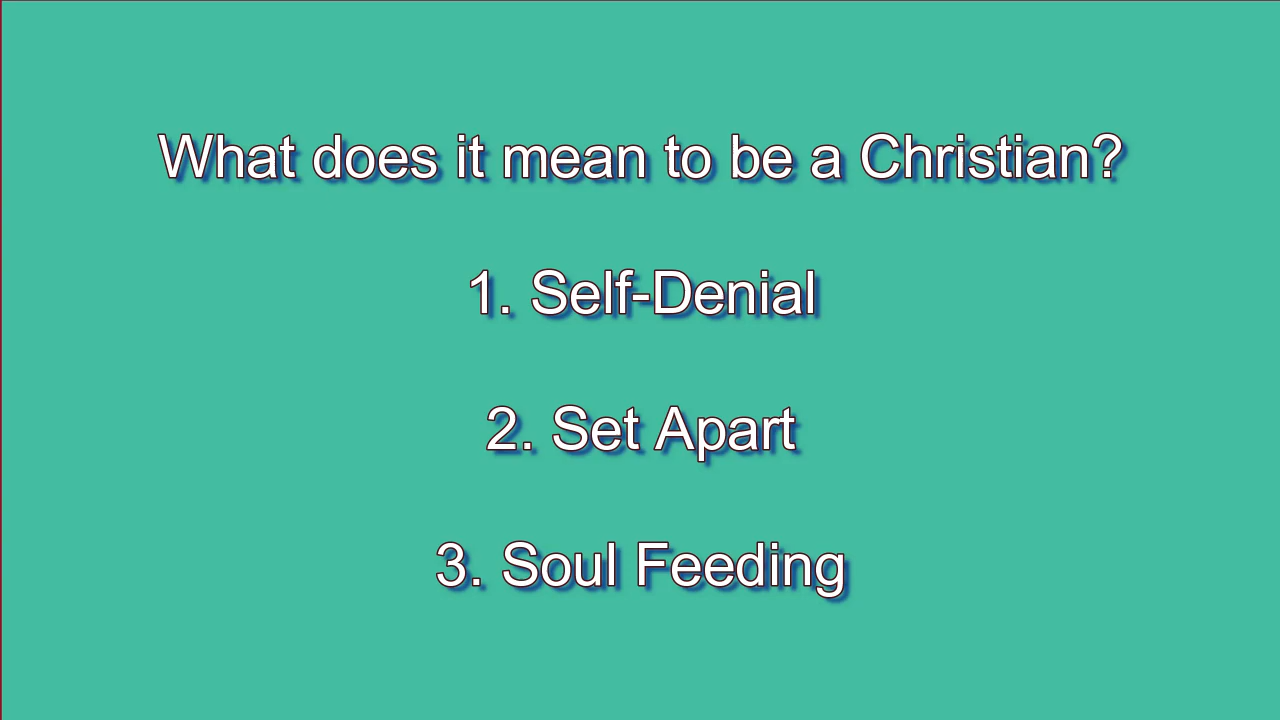 What does it mean to be a Christian?
1. Self-Denial
2. Set Apart
3. Soul Feeding